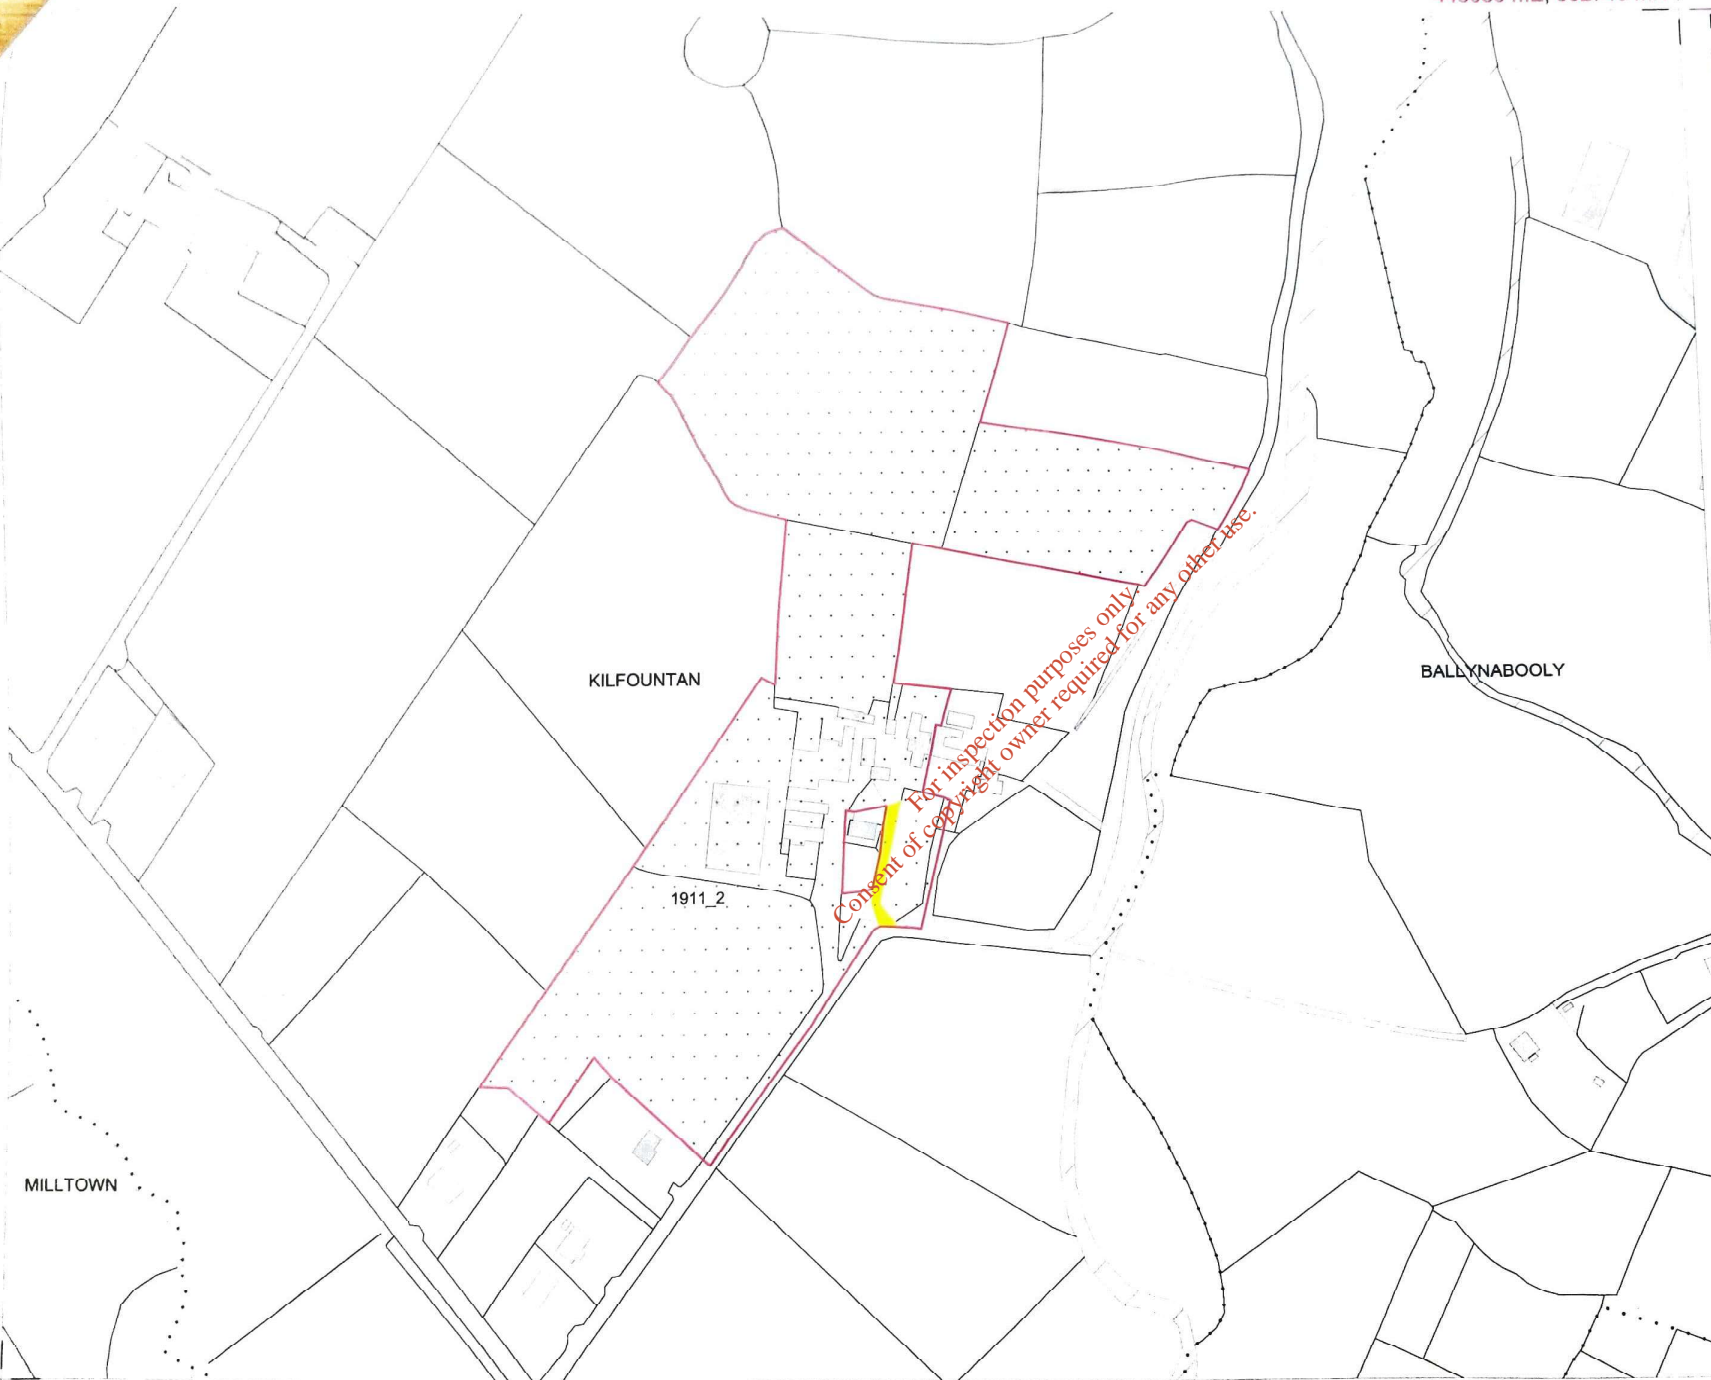 KILFOUNTAN
BALLYNABOOLY
For inspection purposes only.
Consent of copyright owner required for any other use.
1911_2
MILLTOWN